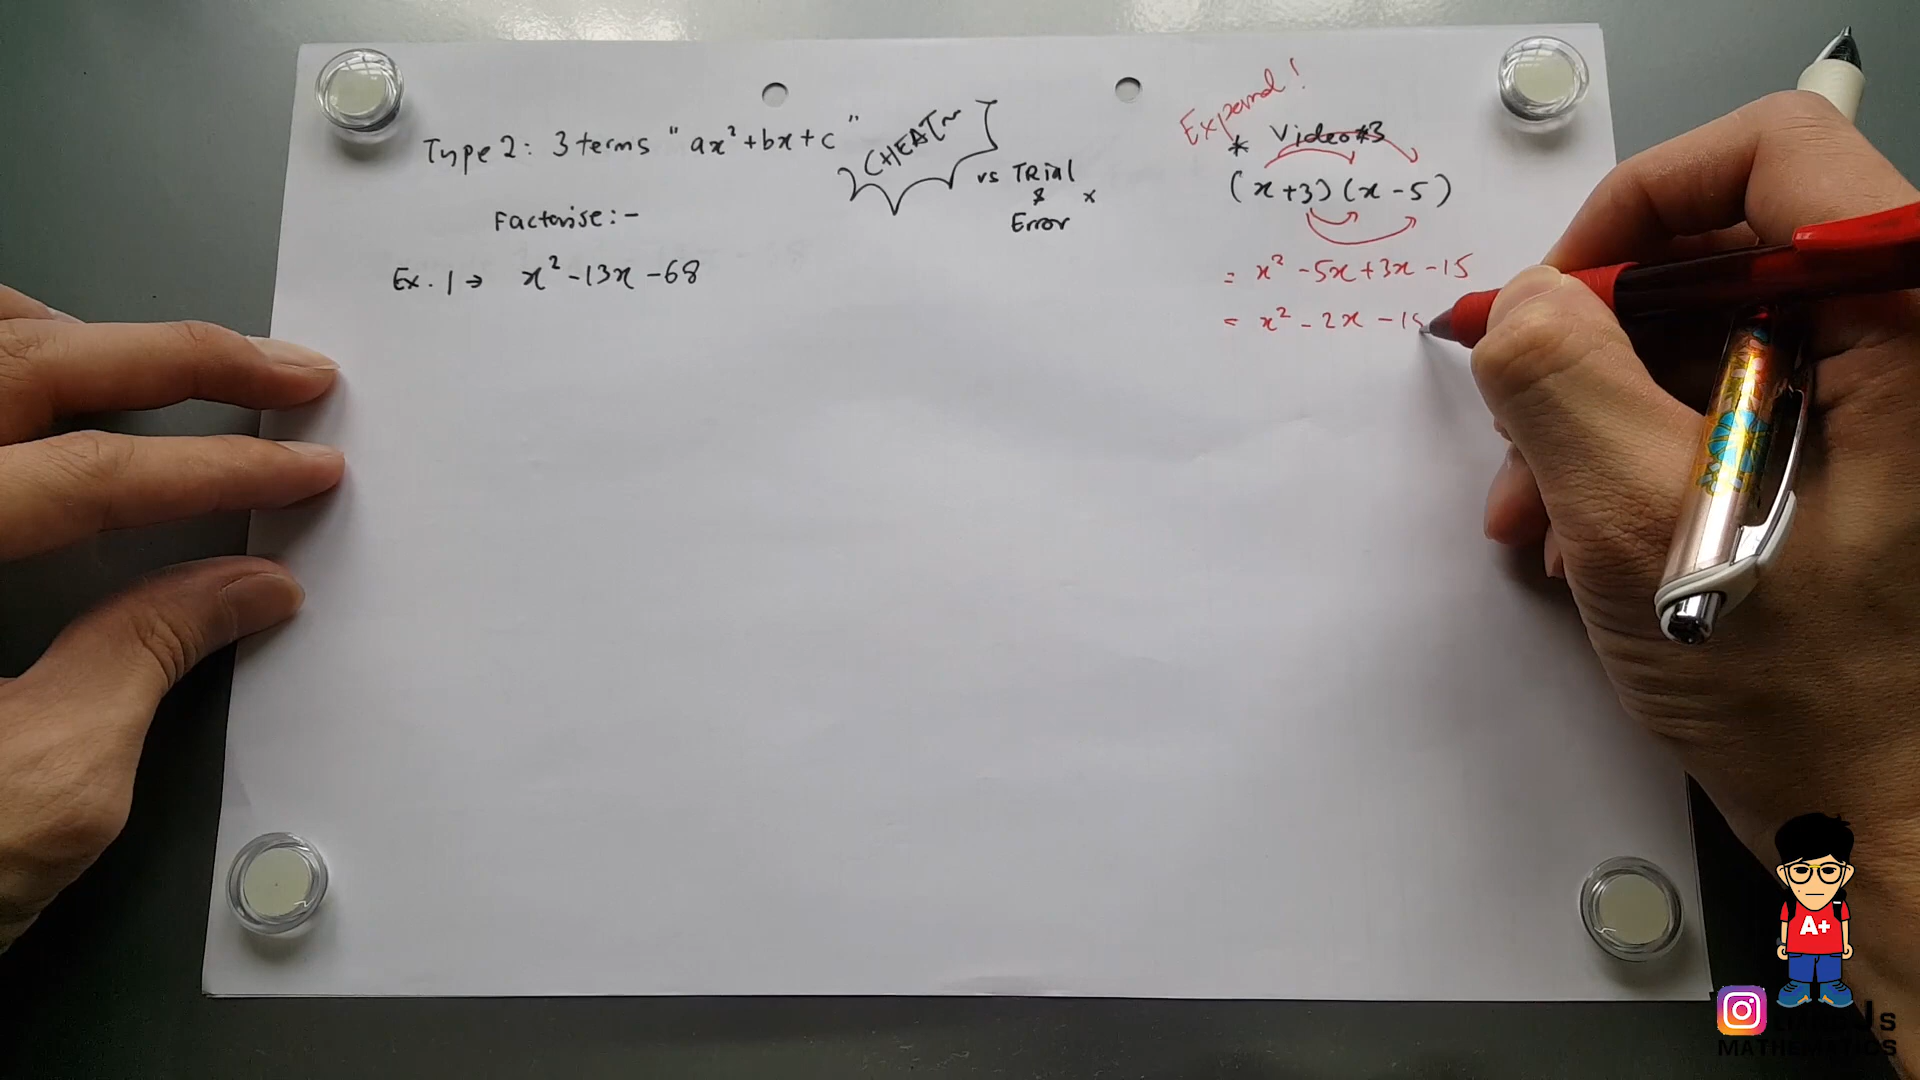 Type 2: 3 terms "ax²+bx+c"
CHEAT~
vs TRial
& x
Error
Factorise:-
Ex. 1→ x²-13x-68
Expand!
* Video#3
(x+3)(x-5)
= x²-5x+3x-15
= x²-2x-15
A+
MATHEMATICS